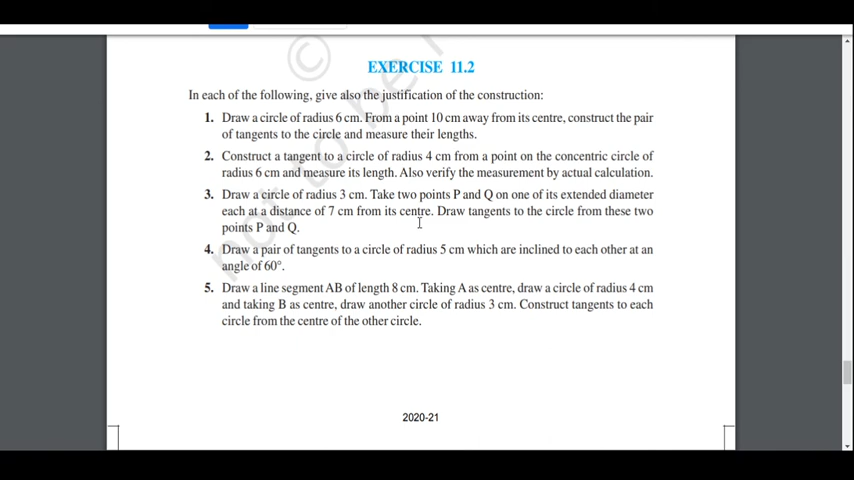 EXERCISE 11.2
In each of the following, give also the justification of the construction:
1. Draw a circle of radius 6 cm. From a point 10 cm away from its centre, construct the pair
of tangents to the circle and measure their lengths.
2. Construct a tangent to a circle of radius 4 cm from a point on the concentric circle of
radius 6 cm and measure its length. Also verify the measurement by actual calculation.
3. Draw a circle of radius 3 cm. Take two points P and Q on one of its extended diameter
each at a distance of 7 cm from its centre. Draw tangents to the circle from these two
points P and Q.
4. Draw a pair of tangents to a circle of radius 5 cm which are inclined to each other at an
angle of 60°.
5. Draw a line segment AB of length 8 cm. Taking A as centre, draw a circle of radius 4 cm
and taking B as centre, draw another circle of radius 3 cm. Construct tangents to each
circle from the centre of the other circle.
2020-21
© not to be r